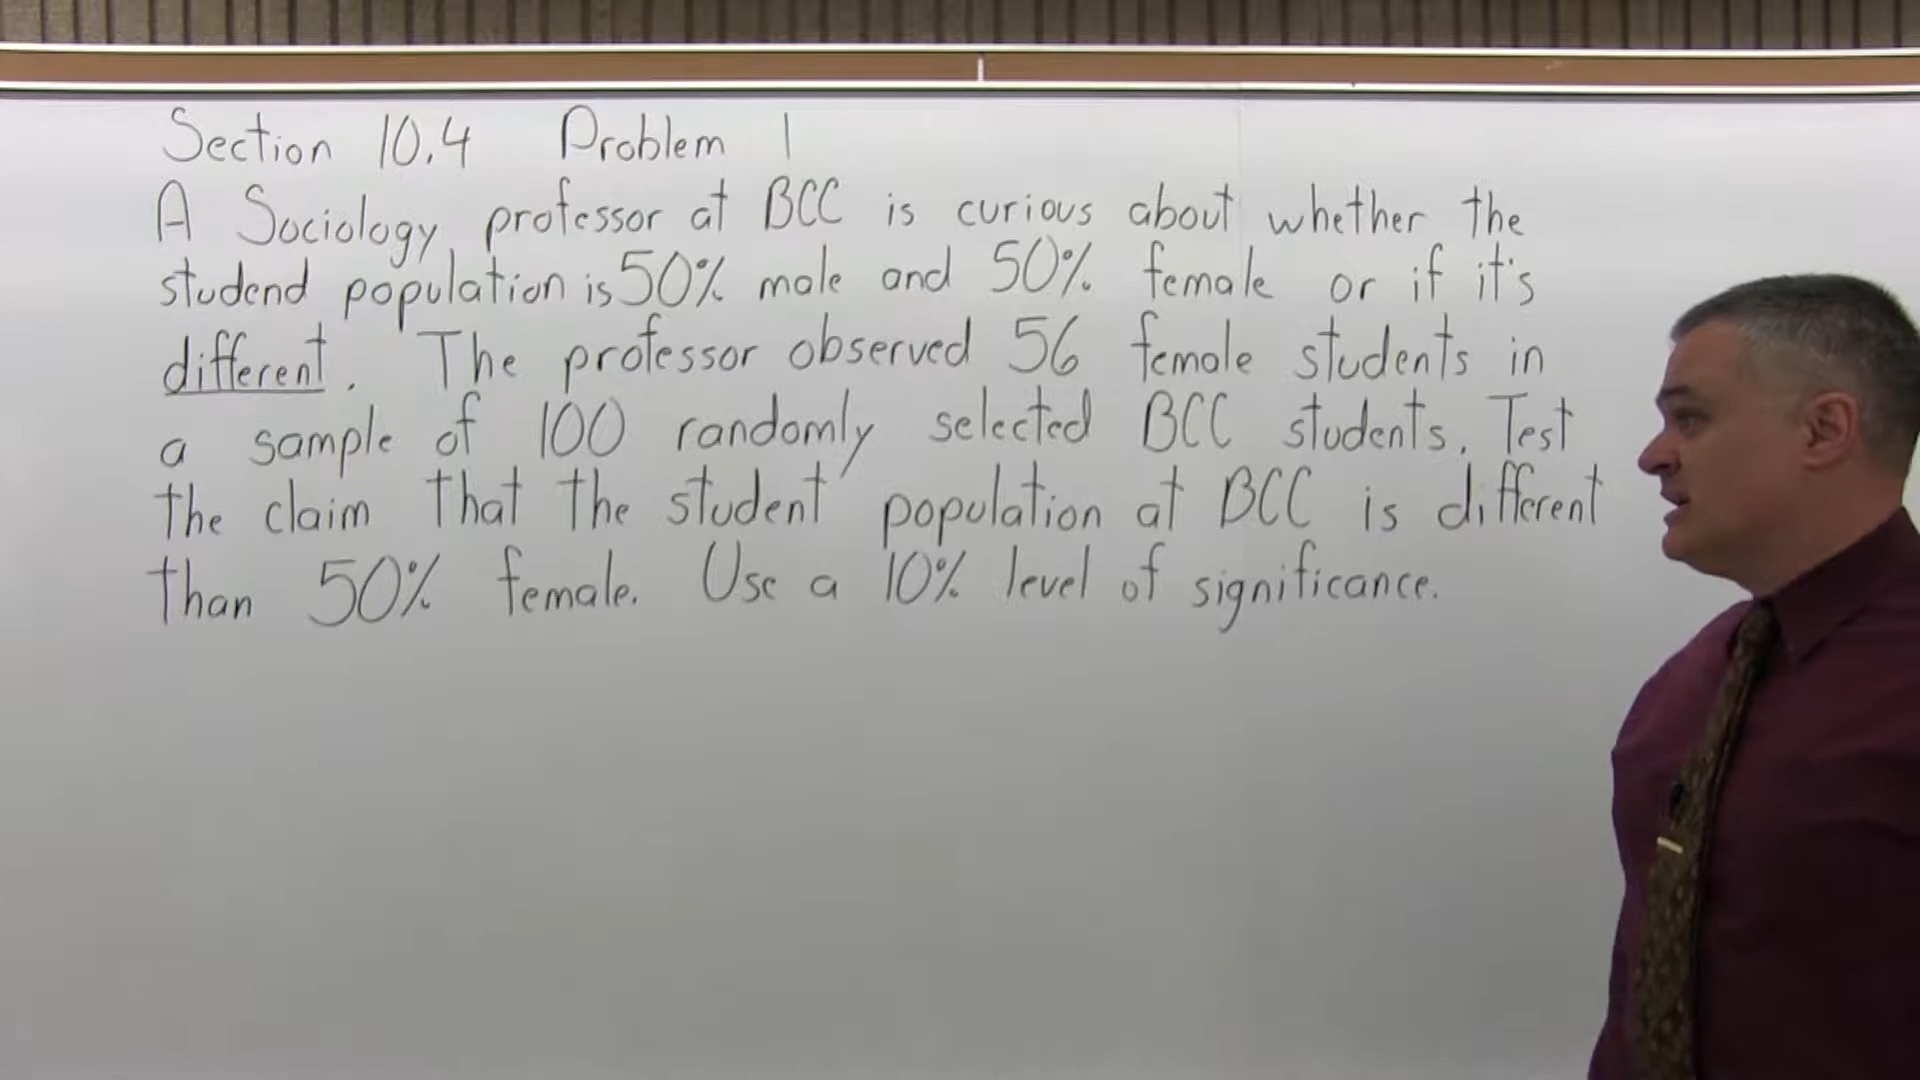 Section 10.4 Problem 1
A Sociology professor at BCC is curious about whether the
studend population is 50% male and 50% female or if it's
different. The professor observed 56 female students in
a sample of 100 randomly selected BCC students. Test
the claim that the student population at BCC is different
than 50% female. Use a 10% level of significance.